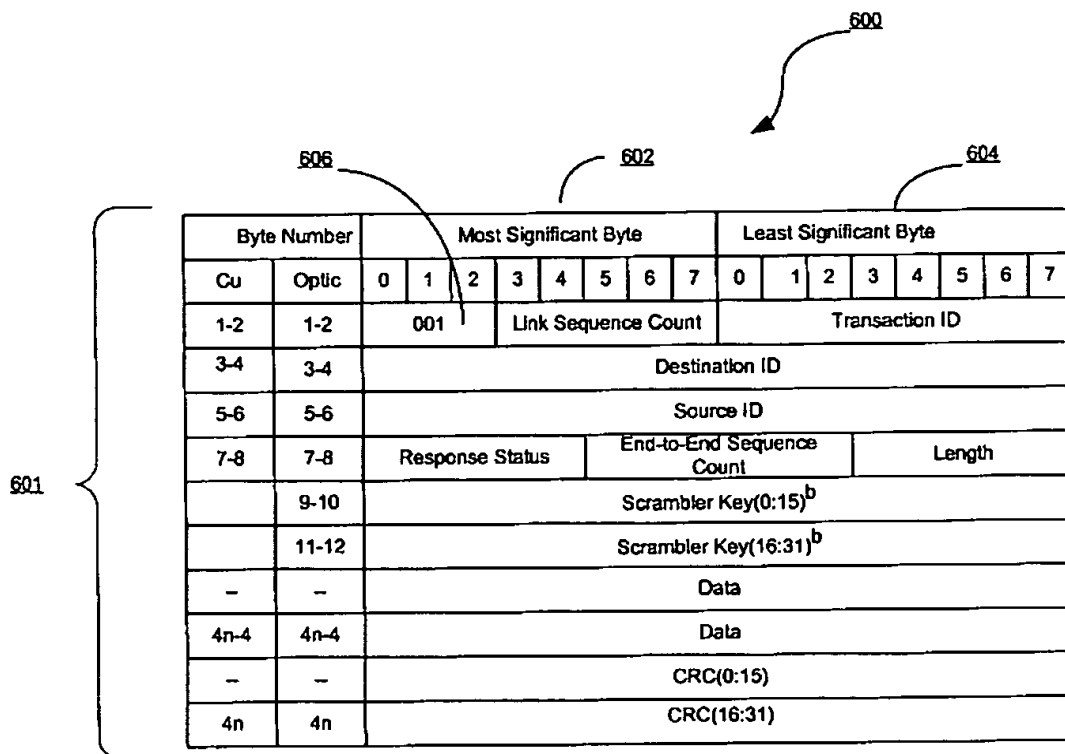 600
606 602 604
Byte Number Most Significant Byte Least Significant Byte
Cu Optic 0 1 2 3 4 5 6 7 0 1 2 3 4 5 6 7
1-2 1-2 001 Link Sequence Count Transaction ID
3-4 3-4 Destination ID
5-6 5-6 Source ID
7-8 7-8 Response Status End-to-End Sequence Count Length
601
9-10 Scrambler Key(0:15)b
11-12 Scrambler Key(16:31)b
– – Data
4n-4 4n-4 Data
– – CRC(0:15)
4n 4n CRC(16:31)